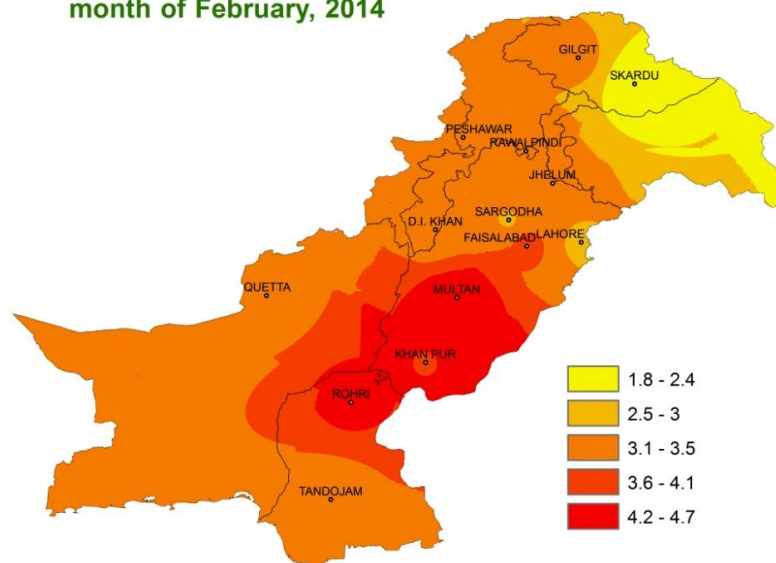 month of February, 2014
GILGIT
SKARDU
PESHAWAR
RAWALPINDI
JHELUM
SARGODHA
D.I. KHAN
FAISALABAD
LAHORE
QUETTA
MULTAN
KHAN PUR
ROHRI
TANDOJAM
1.8 - 2.4
2.5 - 3
3.1 - 3.5
3.6 - 4.1
4.2 - 4.7